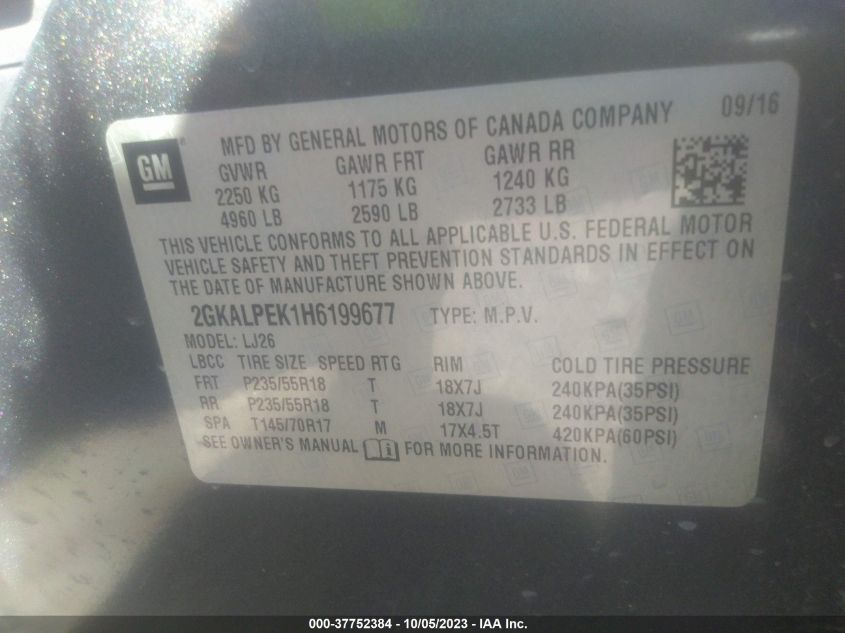 MFD BY GENERAL MOTORS OF CANADA COMPANY 09/16
GM
GVWR GAWR FRT GAWR RR
2250 KG 1175 KG 1240 KG
4960 LB 2590 LB 2733 LB
THIS VEHICLE CONFORMS TO ALL APPLICABLE U.S. FEDERAL MOTOR
VEHICLE SAFETY AND THEFT PREVENTION STANDARDS IN EFFECT ON
THE DATE OF MANUFACTURE SHOWN ABOVE.
2GKALPEK1H6199677 TYPE: M.P.V.
MODEL: LJ26
LBCC TIRE SIZE SPEED RTG RIM COLD TIRE PRESSURE
FRT P235/55R18 T 18X7J 240KPA(35PSI)
RR P235/55R18 T 18X7J 240KPA(35PSI)
SPA T145/70R17 M 17X4.5T 420KPA(60PSI)
SEE OWNER'S MANUAL FOR MORE INFORMATION.
000-37752384 - 10/05/2023 - IAA Inc.